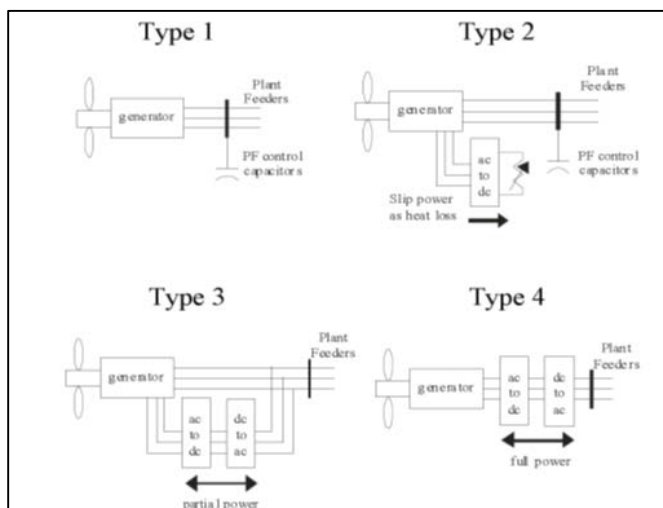 Type 1
generator
Plant
Feeders
PF control
capacitors
Type 2
generator
Plant
Feeders
ac
to
dc
PF control
capacitors
Slip power
as heat loss
Type 3
generator
Plant
Feeders
ac
to
dc
dc
to
ac
partial power
Type 4
generator
ac
to
dc
dc
to
ac
Plant
Feeders
full power